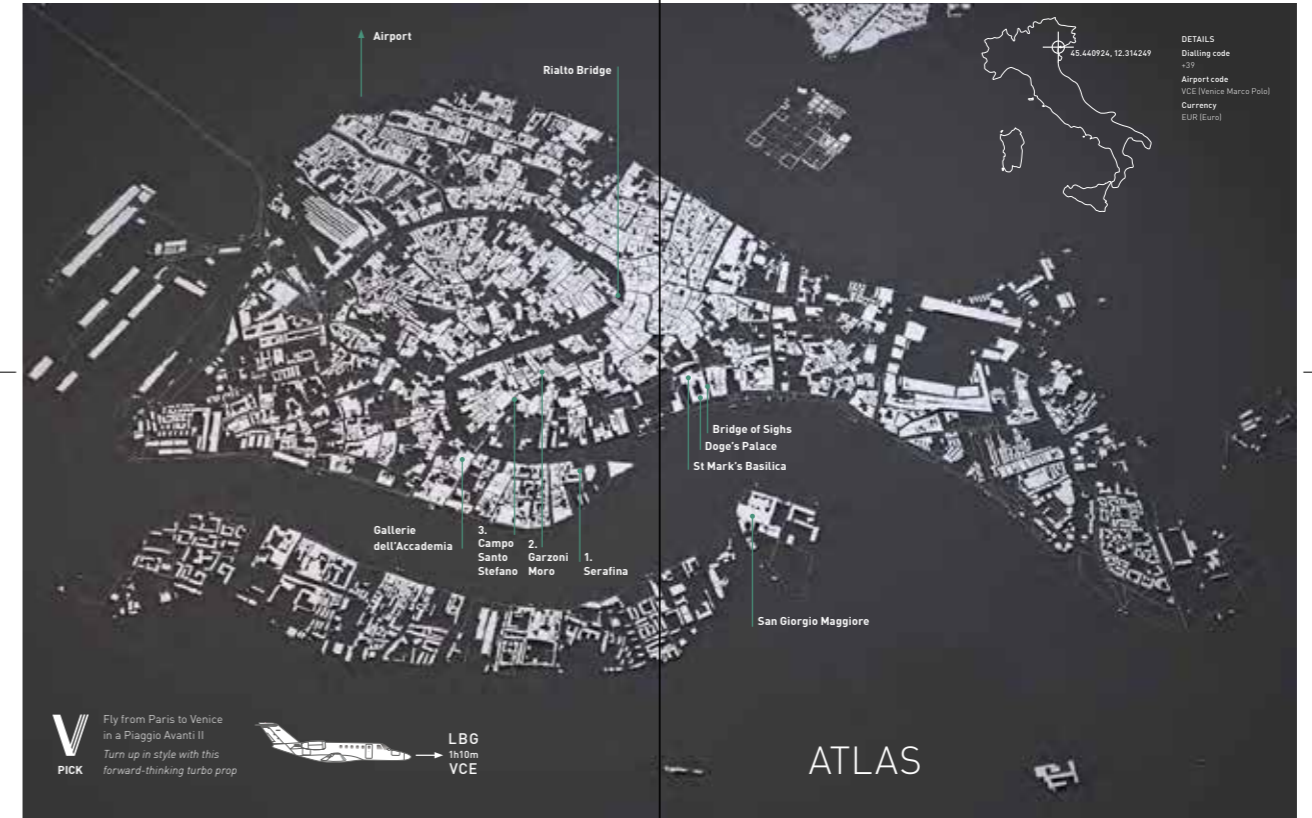 Airport
Rialto Bridge
45.440924, 12.314249
DETAILS
Dialling code
+39
Airport code
VCE (Venice Marco Polo)
Currency
EUR (Euro)
Bridge of Sighs
Doge's Palace
St Mark's Basilica
Gallerie
dell'Accademia
3.
Campo
Santo
Stefano
2.
Garzoni
Moro
1.
Serafina
San Giorgio Maggiore
V
PICK
Fly from Paris to Venice
in a Piaggio Avanti II
Turn up in style with this
forward-thinking turbo prop
LBG
1h10m
VCE
ATLAS